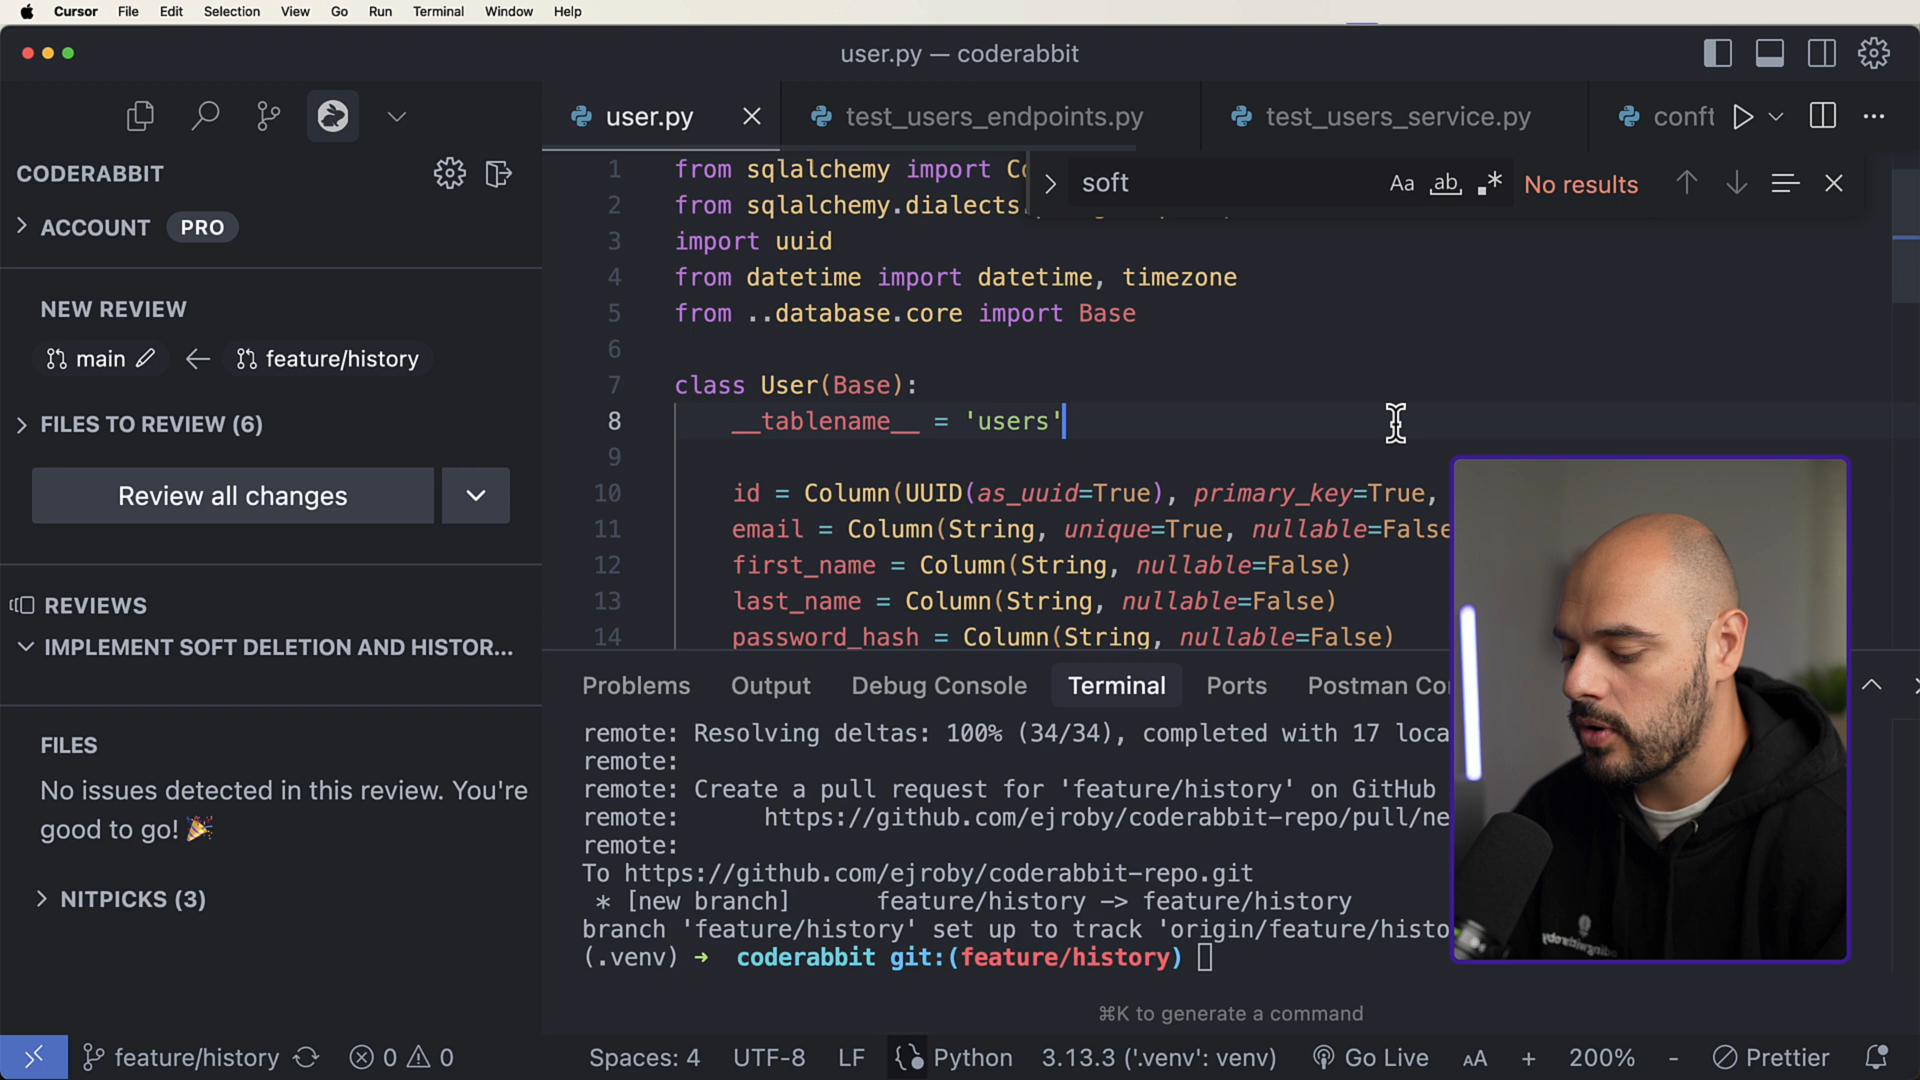 Cursor File Edit Selection View Go Run Terminal Window Help
user.py — coderabbit
user.py
test_users_endpoints.py
test_users_service.py
conft
CODERABBIT
ACCOUNT PRO
NEW REVIEW
main ← feature/history
FILES TO REVIEW (6)
Review all changes
REVIEWS
IMPLEMENT SOFT DELETION AND HISTOR...
FILES
No issues detected in this review. You're
good to go! 🎉
NITPICKS (3)
soft Aa ab .* No results
1 from sqlalchemy import Co
2 from sqlalchemy.dialects.
3 import uuid
4 from datetime import datetime, timezone
5 from ..database.core import Base
6
7 class User(Base):
8 __tablename__ = 'users'
9
10 id = Column(UUID(as_uuid=True), primary_key=True,
11 email = Column(String, unique=True, nullable=False
12 first_name = Column(String, nullable=False)
13 last_name = Column(String, nullable=False)
14 password_hash = Column(String, nullable=False)
Problems Output Debug Console Terminal Ports Postman Con
remote: Resolving deltas: 100% (34/34), completed with 17 loca
remote:
remote: Create a pull request for 'feature/history' on GitHub
remote: https://github.com/ejroby/coderabbit-repo/pull/ne
remote:
To https://github.com/ejroby/coderabbit-repo.git
* [new branch] feature/history -> feature/history
branch 'feature/history' set up to track 'origin/feature/histo
(.venv) ➜ coderabbit git:(feature/history)
⌘K to generate a command
feature/history 0 0 Spaces: 4 UTF-8 LF Python 3.13.3 ('.venv': venv) Go Live AA + 200% - Prettier